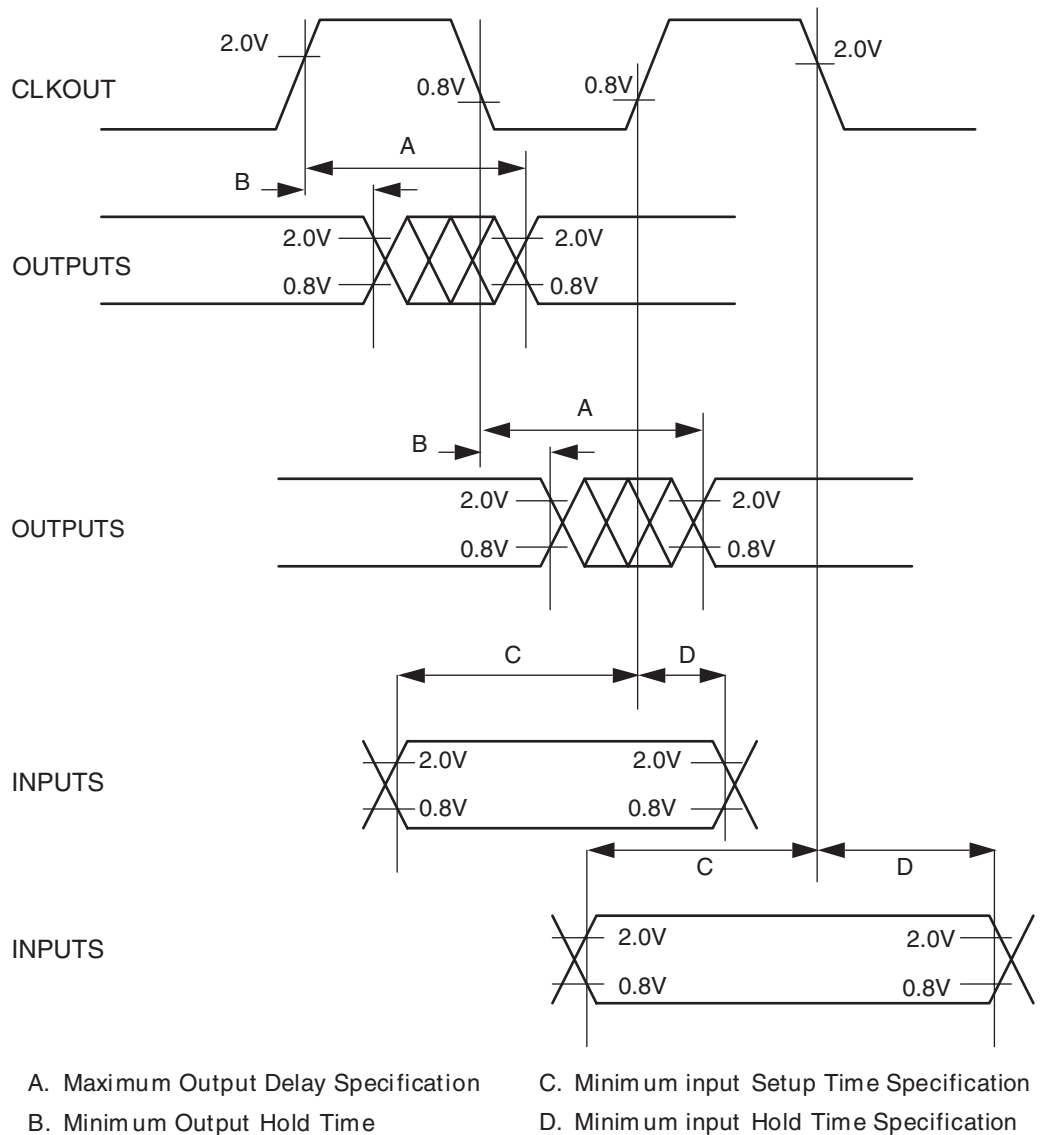 2.0V
2.0V
CLKOUT
0.8V
0.8V
A
B
2.0V
2.0V
OUTPUTS
0.8V
0.8V
A
B
2.0V
2.0V
OUTPUTS
0.8V
0.8V
C
D
2.0V
2.0V
INPUTS
0.8V
0.8V
C
D
2.0V
2.0V
INPUTS
0.8V
0.8V
A. Maximum Output Delay Specification
C. Minimum input Setup Time Specification
B. Minimum Output Hold Time
D. Minimum input Hold Time Specification